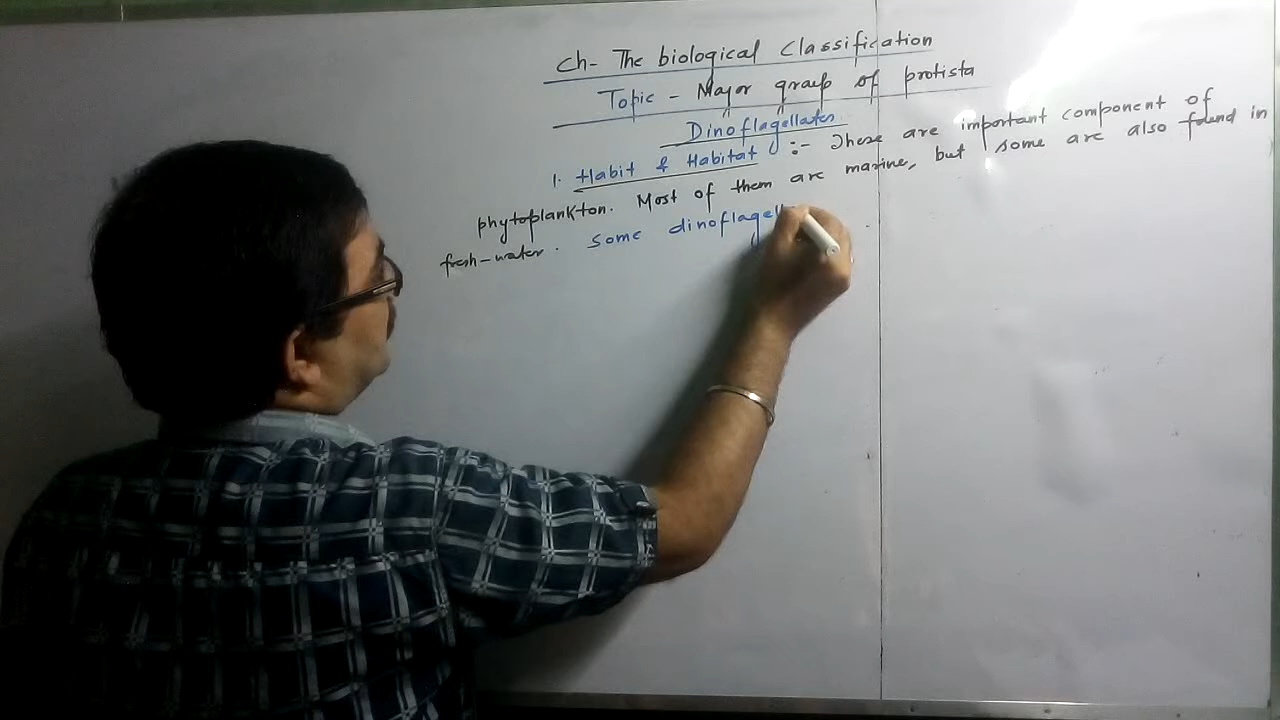 Ch- The biological Classification
Topic - Major group of protista
Dinoflagellates
1. Habit & Habitat :- These are important component of
phytoplankton. Most of them are marine, but some are also found in
fresh-water. Some dinoflagell